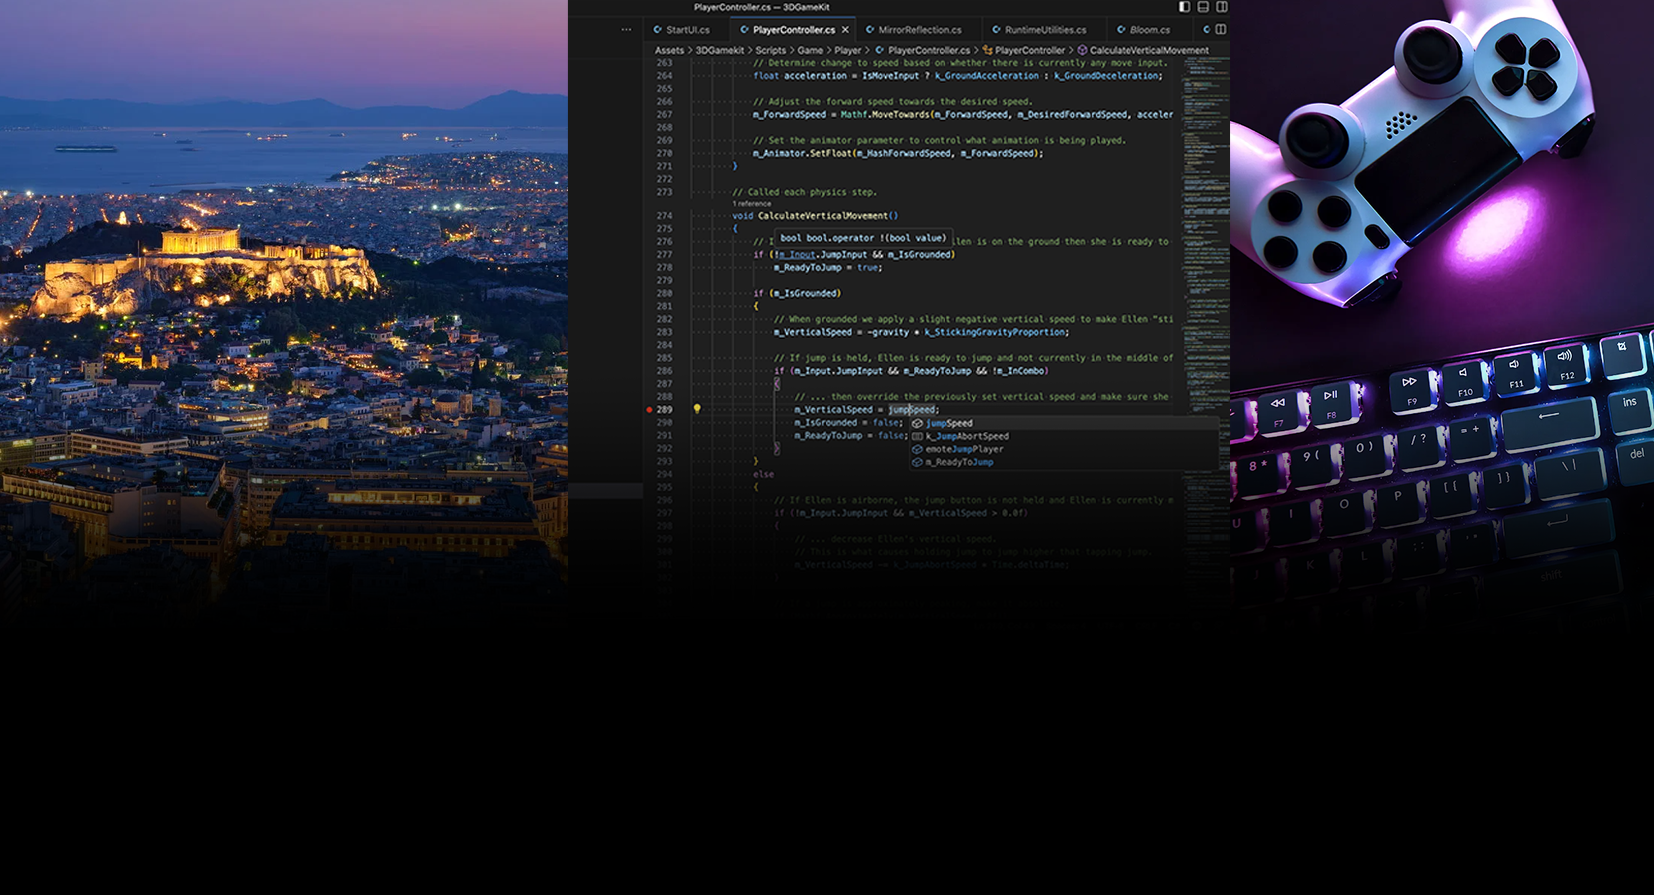 PlayerController.cs — 3DGameKit
StartUI.cs
PlayerController.cs
MirrorReflection.cs
RuntimeUtilities.cs
Bloom.cs
Assets > 3DGamekit > Scripts > Game > Player > PlayerController.cs > PlayerController > CalculateVerticalMovement
263 // Determine change to speed based on whether there is currently any move input.
264 float acceleration = IsMoveInput ? k_GroundAcceleration : k_GroundDeceleration;
265
266 // Adjust the forward speed towards the desired speed.
267 m_ForwardSpeed = Mathf.MoveTowards(m_ForwardSpeed, m_DesiredForwardSpeed, acceler
268
269 // Set the animator parameter to control what animation is being played.
270 m_Animator.SetFloat(m_HashForwardSpeed, m_ForwardSpeed);
271 }
272
273 // Called each physics step.
1 reference
274 void CalculateVerticalMovement()
275 {
bool bool.operator !(bool value)
276 // I llen is on the ground then she is ready to
277 if (!m_Input.JumpInput && m_IsGrounded)
278 m_ReadyToJump = true;
279
280 if (m_IsGrounded)
281 {
282 // When grounded we apply a slight negative vertical speed to make Ellen "sti
283 m_VerticalSpeed = -gravity * k_StickingGravityProportion;
284
285 // If jump is held, Ellen is ready to jump and not currently in the middle of
286 if (m_Input.JumpInput && m_ReadyToJump && !m_InCombo)
287 {
288 // ... then override the previously set vertical speed and make sure she
289 m_VerticalSpeed = jumpSpeed;
290 m_IsGrounded = false;
291 m_ReadyToJump = false;
jumpSpeed
k_JumpAbortSpeed
emoteJumpPlayer
m_ReadyToJump
292 }
293 }
294 else
295 {
296 // If Ellen is airborne, the jump button is not held and Ellen is currently m
297 if (!m_Input.JumpInput && m_VerticalSpeed > 0.0f)
298 {
299 // ... decrease Ellen's vertical speed.
300 // This is what causes holding jump to jump higher that tapping jump.
301 m_VerticalSpeed -= k_JumpAbortSpeed * Time.deltaTime;
302
F7 F8 F9 F10 F11 F12
8 * 9 ( 0 ) / ? = + ins
U I O P [ { ] } \ | del
J K L
shift